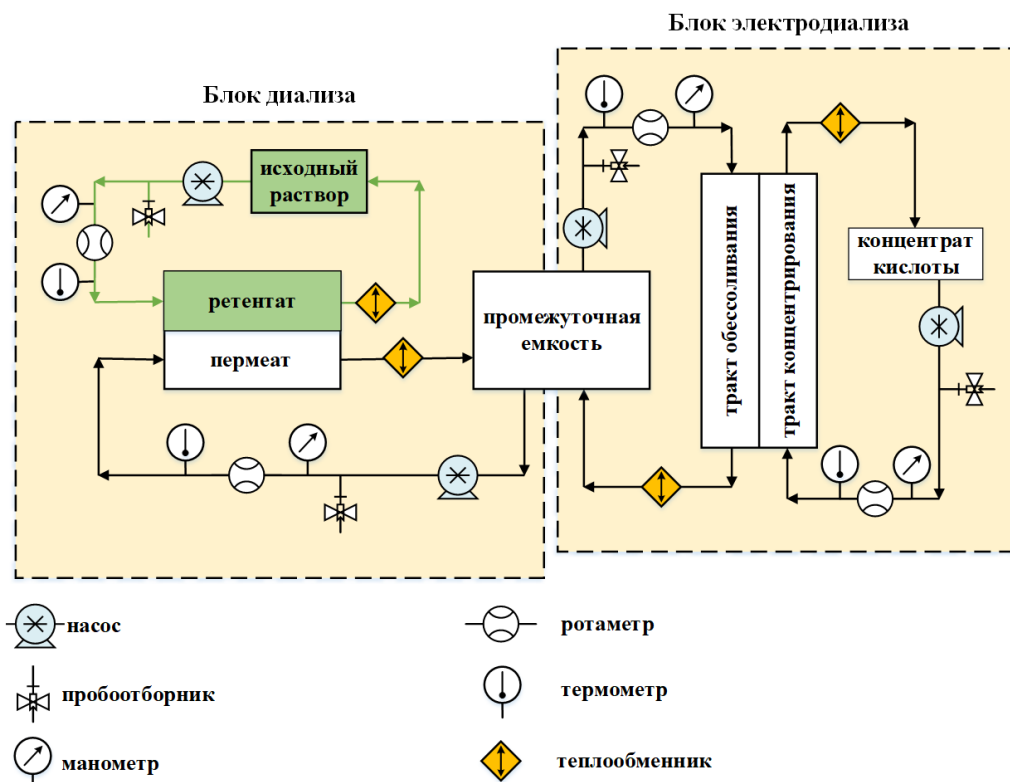 Блок электродиализа
Блок диализа
исходный
раствор
ретентат
пермеат
промежуточная
емкость
тракт обессоливания
тракт концентрирования
концентрат
кислоты
насос
ротаметр
пробоотборник
термометр
манометр
теплообменник